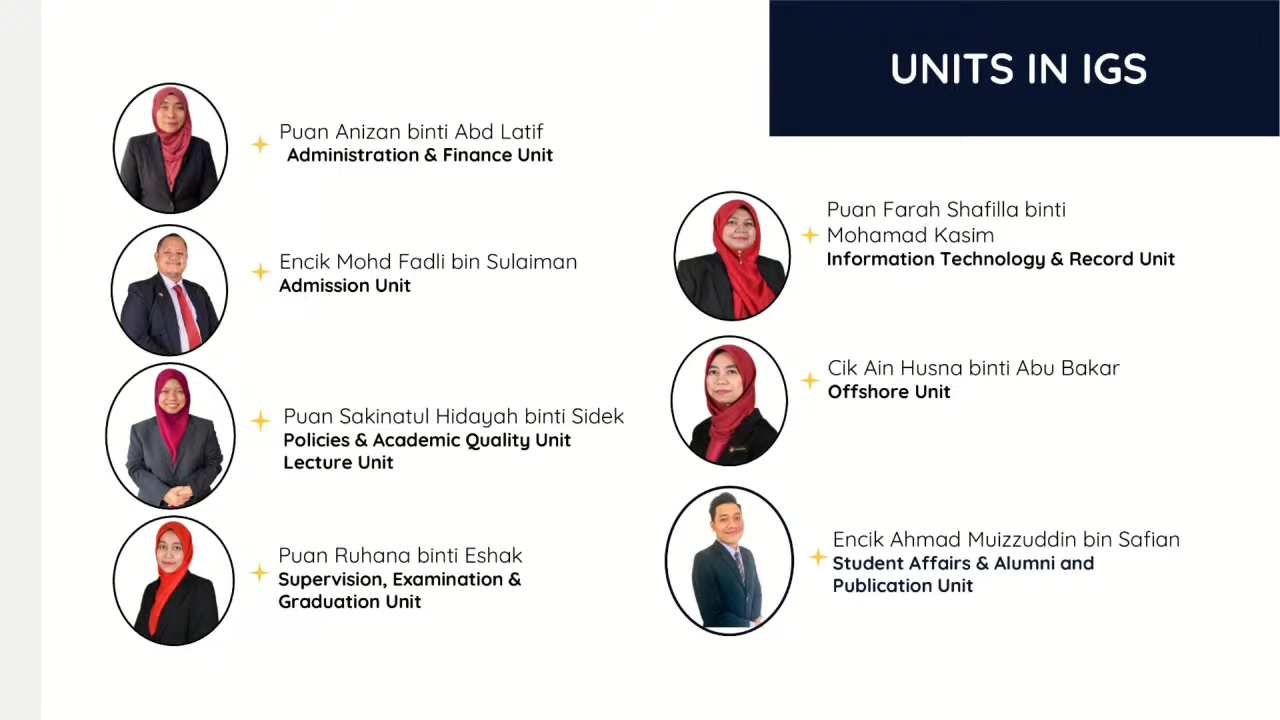 UNITS IN IGS
Puan Anizan binti Abd Latif
Administration & Finance Unit
Encik Mohd Fadli bin Sulaiman
Admission Unit
Puan Sakinatul Hidayah binti Sidek
Policies & Academic Quality Unit
Lecture Unit
Puan Ruhana binti Eshak
Supervision, Examination &
Graduation Unit
Puan Farah Shafilla binti
Mohamad Kasim
Information Technology & Record Unit
Cik Ain Husna binti Abu Bakar
Offshore Unit
Encik Ahmad Muizzuddin bin Safian
Student Affairs & Alumni and
Publication Unit